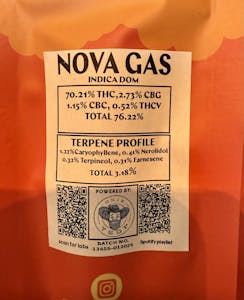 NOVA GAS
INDICA DOM
70.21% THC, 2.73% CBG
1.15% CBC, 0.52% THCV
TOTAL 76.22%
TERPENE PROFILE
1.22% Caryophyllene, 0.41% Nerolidol
0.32% Terpineol, 0.31% Farnesene
TOTAL 3.18%
POWERED BY:
scan for labs
BATCH NO.
Spotify playlist